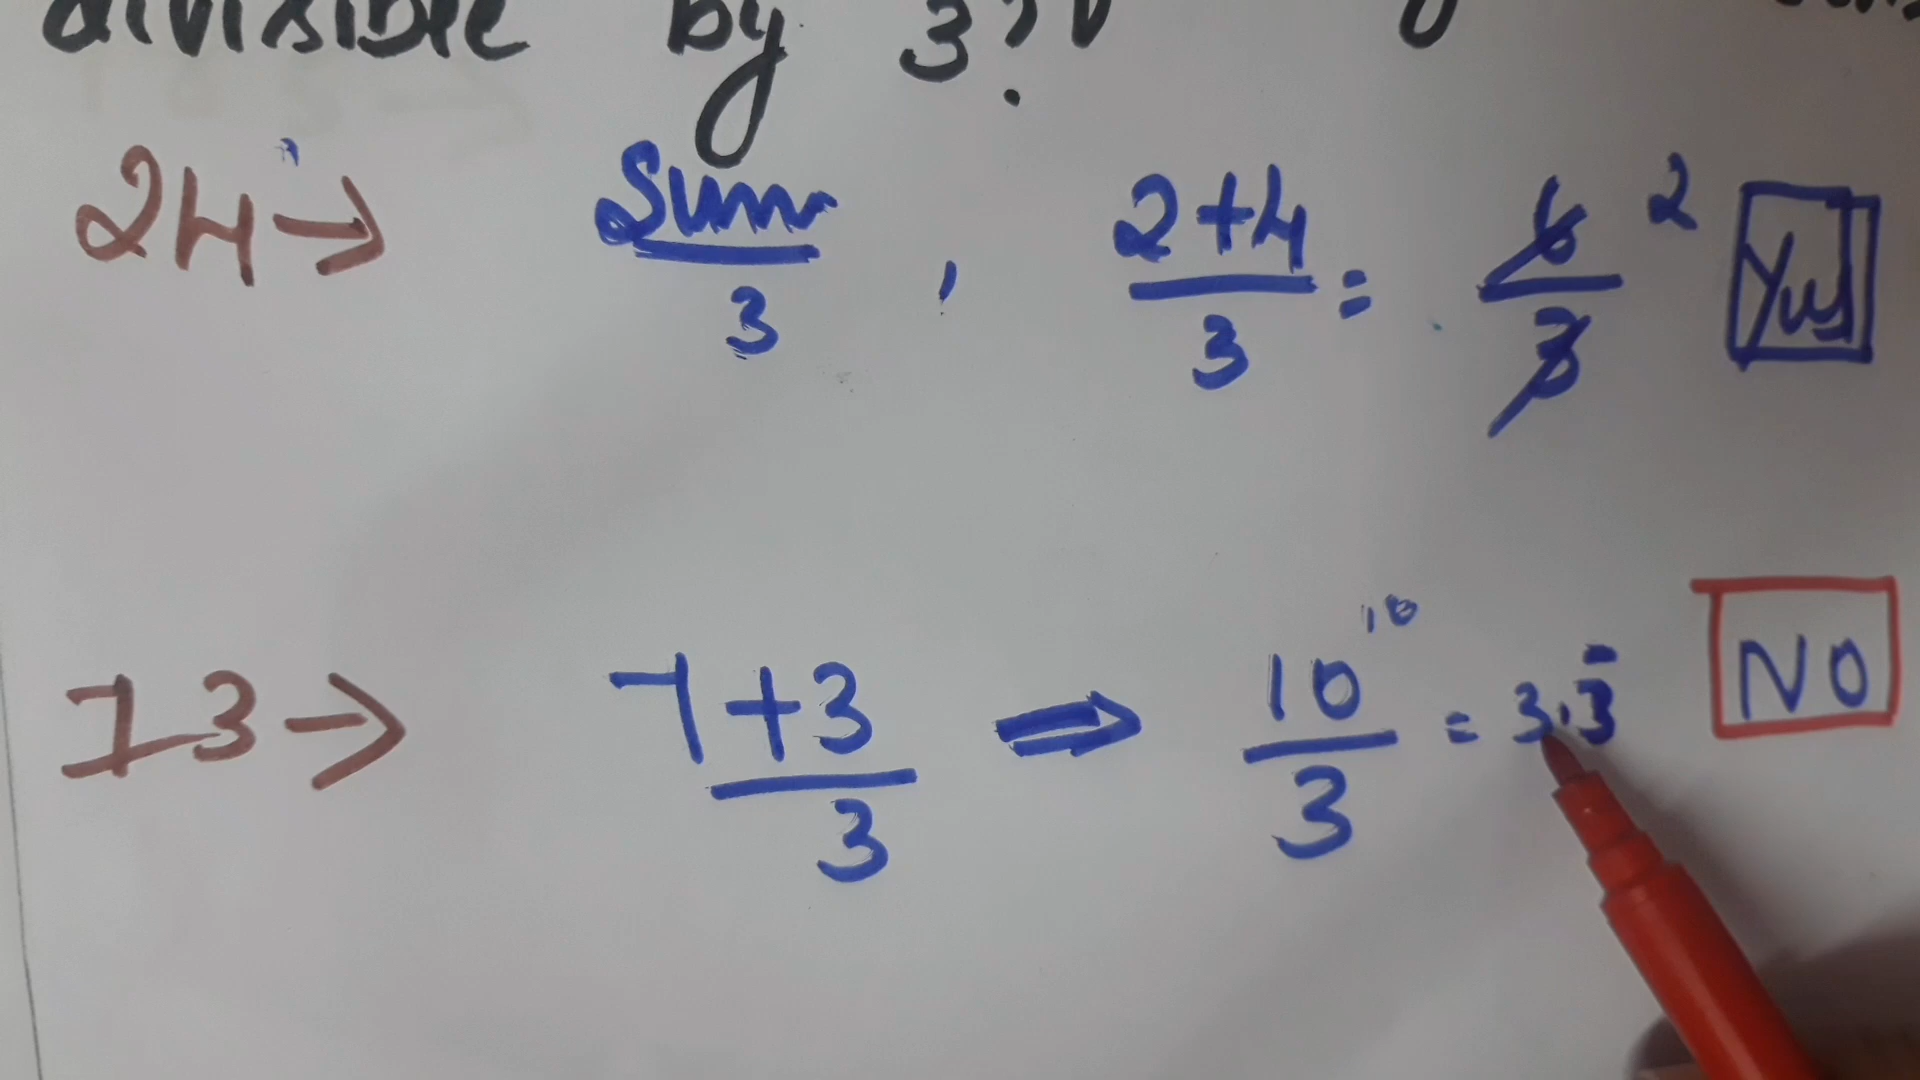 divisible by 3?
24 → Sum/3 , 2+4/3 = 6/3 2 Yes
10
73 → 7+3/3 ⇒ 10/3 = 3.3̄ NO